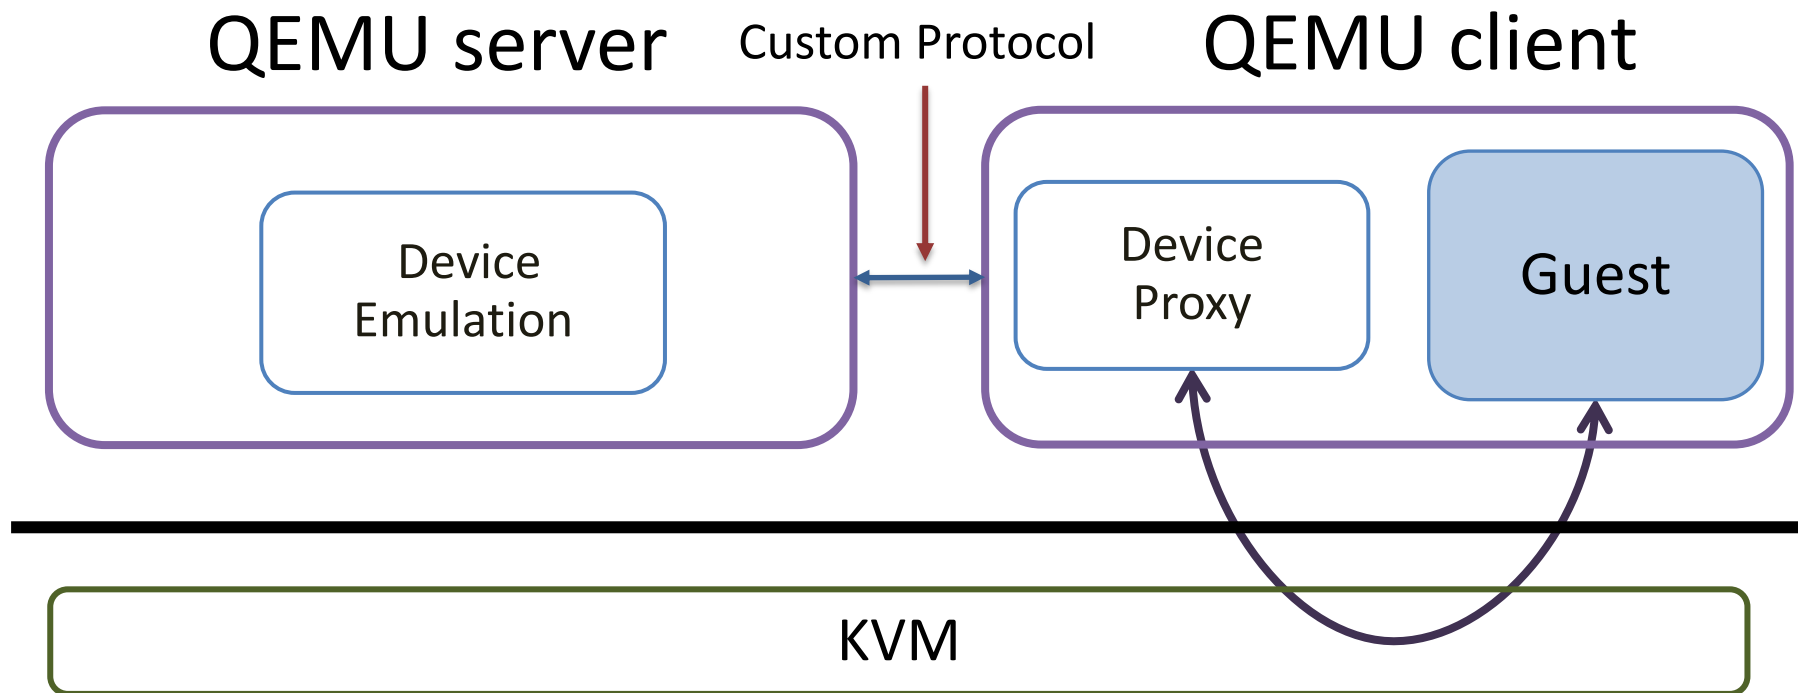 QEMU server
Custom Protocol
QEMU client
Device
Emulation
Device
Proxy
Guest
KVM